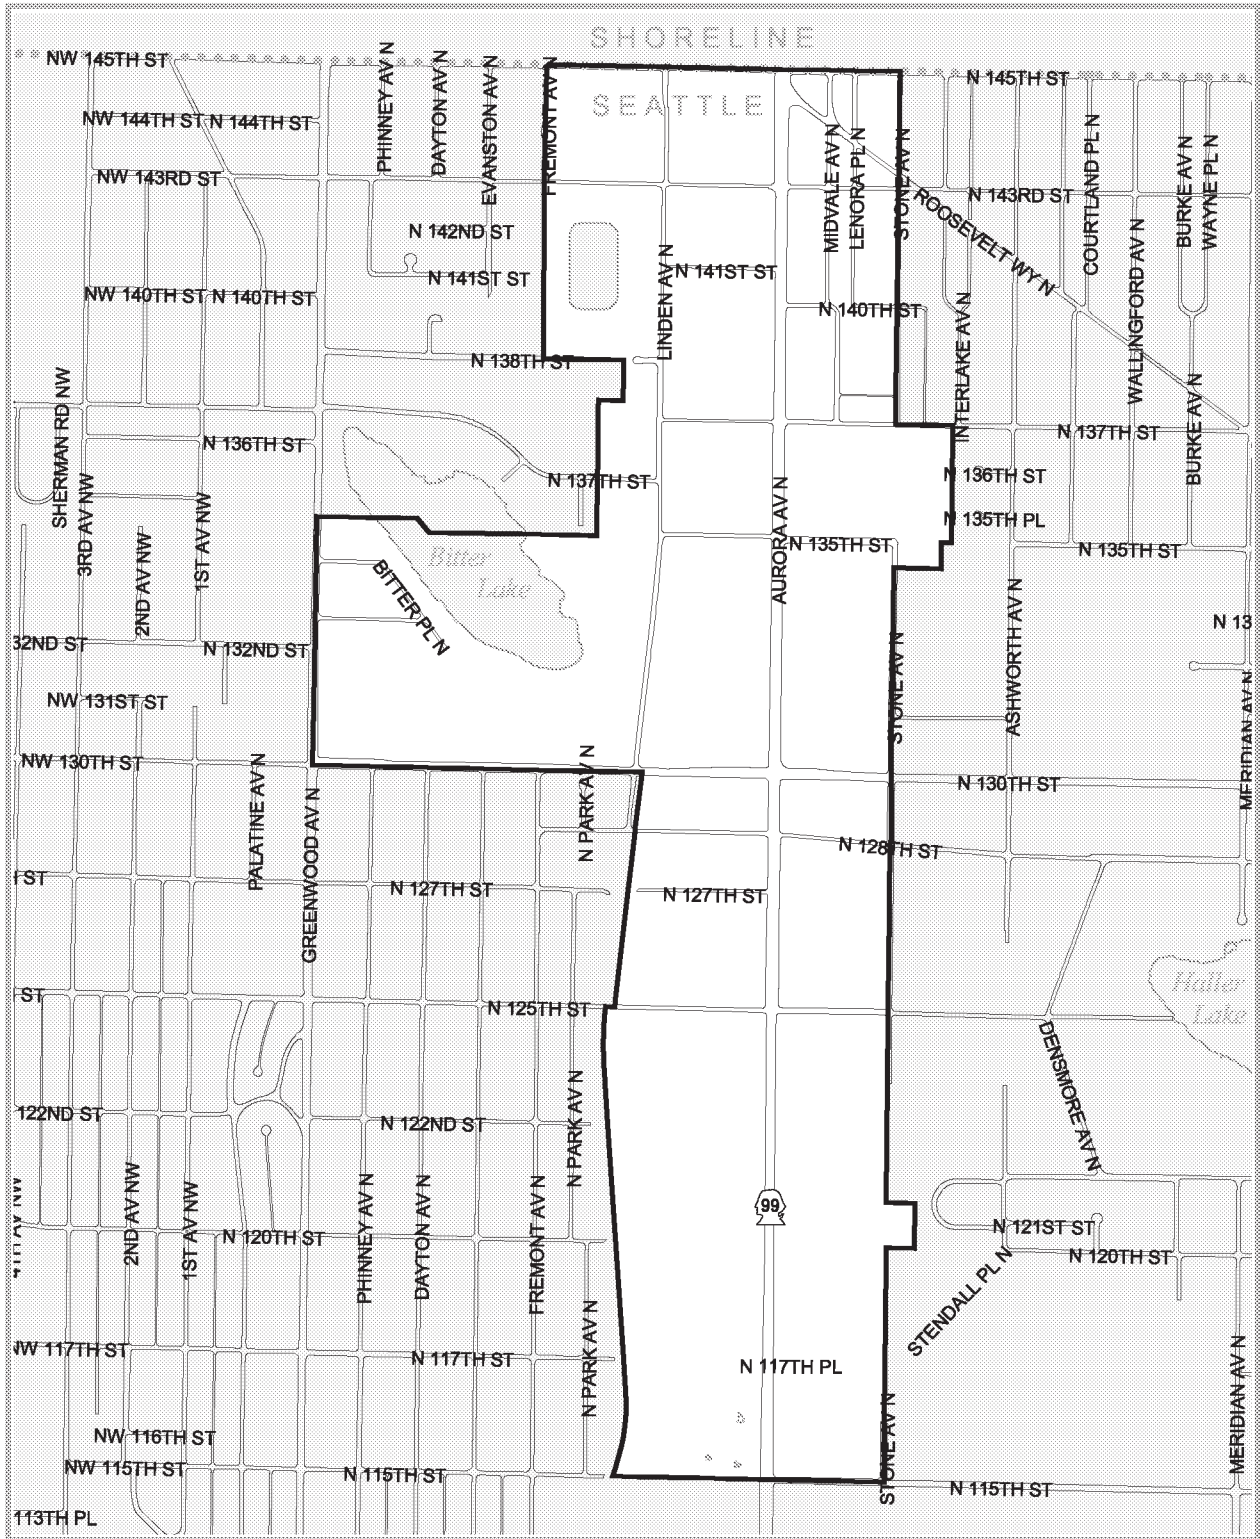 SHORELINE
NW 145TH ST
N 145TH ST
SEATTLE
PHINNEY AV N
DAYTON AV N
EVANSTON AV N
FREMONT AV N
NW 144TH ST
N 144TH ST
MIDVALE AV N
LENORA PL N
STONE AV N
COURTLAND PL N
BURKE AV N
WAYNE PL N
NW 143RD ST
N 143RD ST
ROOSEVELT WY N
WALLINGFORD AV N
N 142ND ST
N 141ST ST
N 141ST ST
LINDEN AV N
NW 140TH ST
N 140TH ST
N 140TH ST
INTERLAKE AV N
N 138TH ST
SHERMAN RD NW
BURKE AV N
N 136TH ST
N 137TH ST
N 137TH ST
N 136TH ST
3RD AV NW
2ND AV NW
1ST AV NW
AURORA AV N
N 135TH PL
N 135TH ST
N 135TH ST
Bitter
Lake
BITTER PL N
ASHWORTH AV N
32ND ST
N 132ND ST
N 13
STONE AV N
NW 131ST ST
MERIDIAN AV N
NW 130TH ST
N 130TH ST
PALATINE AV N
GREENWOOD AV N
N PARK AV N
N 128TH ST
ST
N 127TH ST
N 127TH ST
ST
N 125TH ST
Haller
Lake
DENSMORE AV N
122ND ST
N 122ND ST
N PARK AV N
2ND AV NW
1ST AV NW
PHINNEY AV N
DAYTON AV N
FREMONT AV N
99
N 120TH ST
N 121ST ST
N 120TH ST
STENDALL PL N
NW 117TH ST
N 117TH ST
N PARK AV N
N 117TH PL
MERIDIAN AV N
NW 116TH ST
NW 115TH ST
N 115TH ST
STONE AV N
N 115TH ST
113TH PL